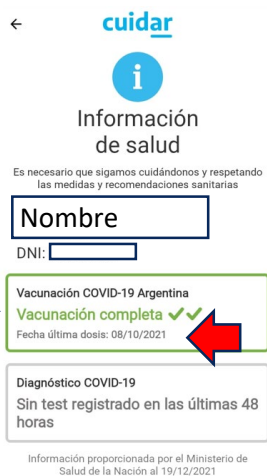 cuidar
i
Información
de salud
Es necesario que sigamos cuidándonos y respetando
las medidas y recomendaciones sanitarias
Nombre
DNI:
Vacunación COVID-19 Argentina
Vacunación completa
Fecha última dosis: 08/10/2021
Diagnóstico COVID-19
Sin test registrado en las últimas 48
horas
Información proporcionada por el Ministerio de
Salud de la Nación al 19/12/2021